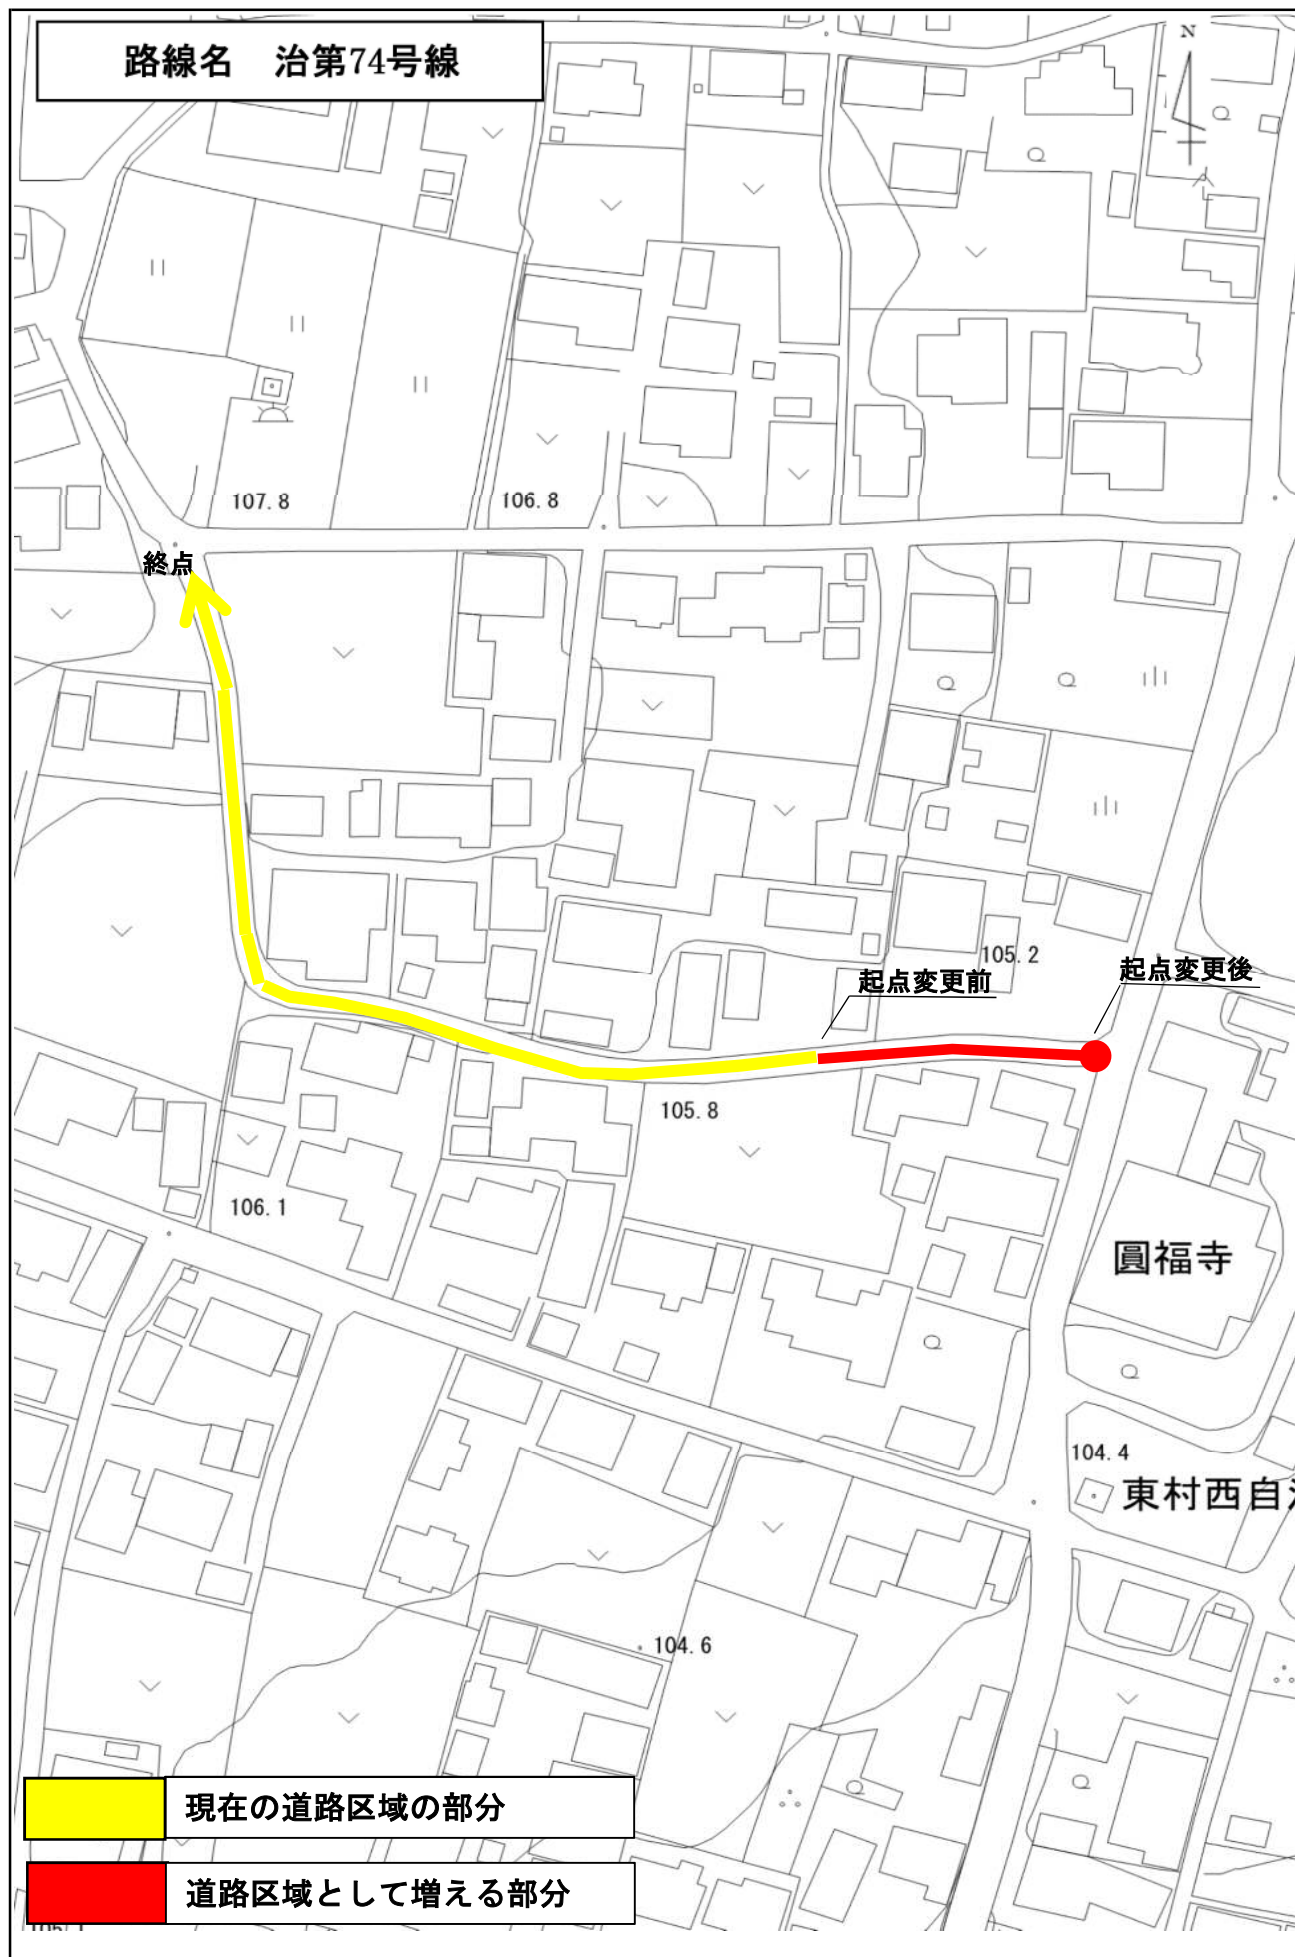 路線名　治第74号線
N
107.8
106.8
終点
105.2
起点変更前
起点変更後
105.8
106.1
圓福寺
104.4
東村西自
104.6
現在の道路区域の部分
道路区域として増える部分